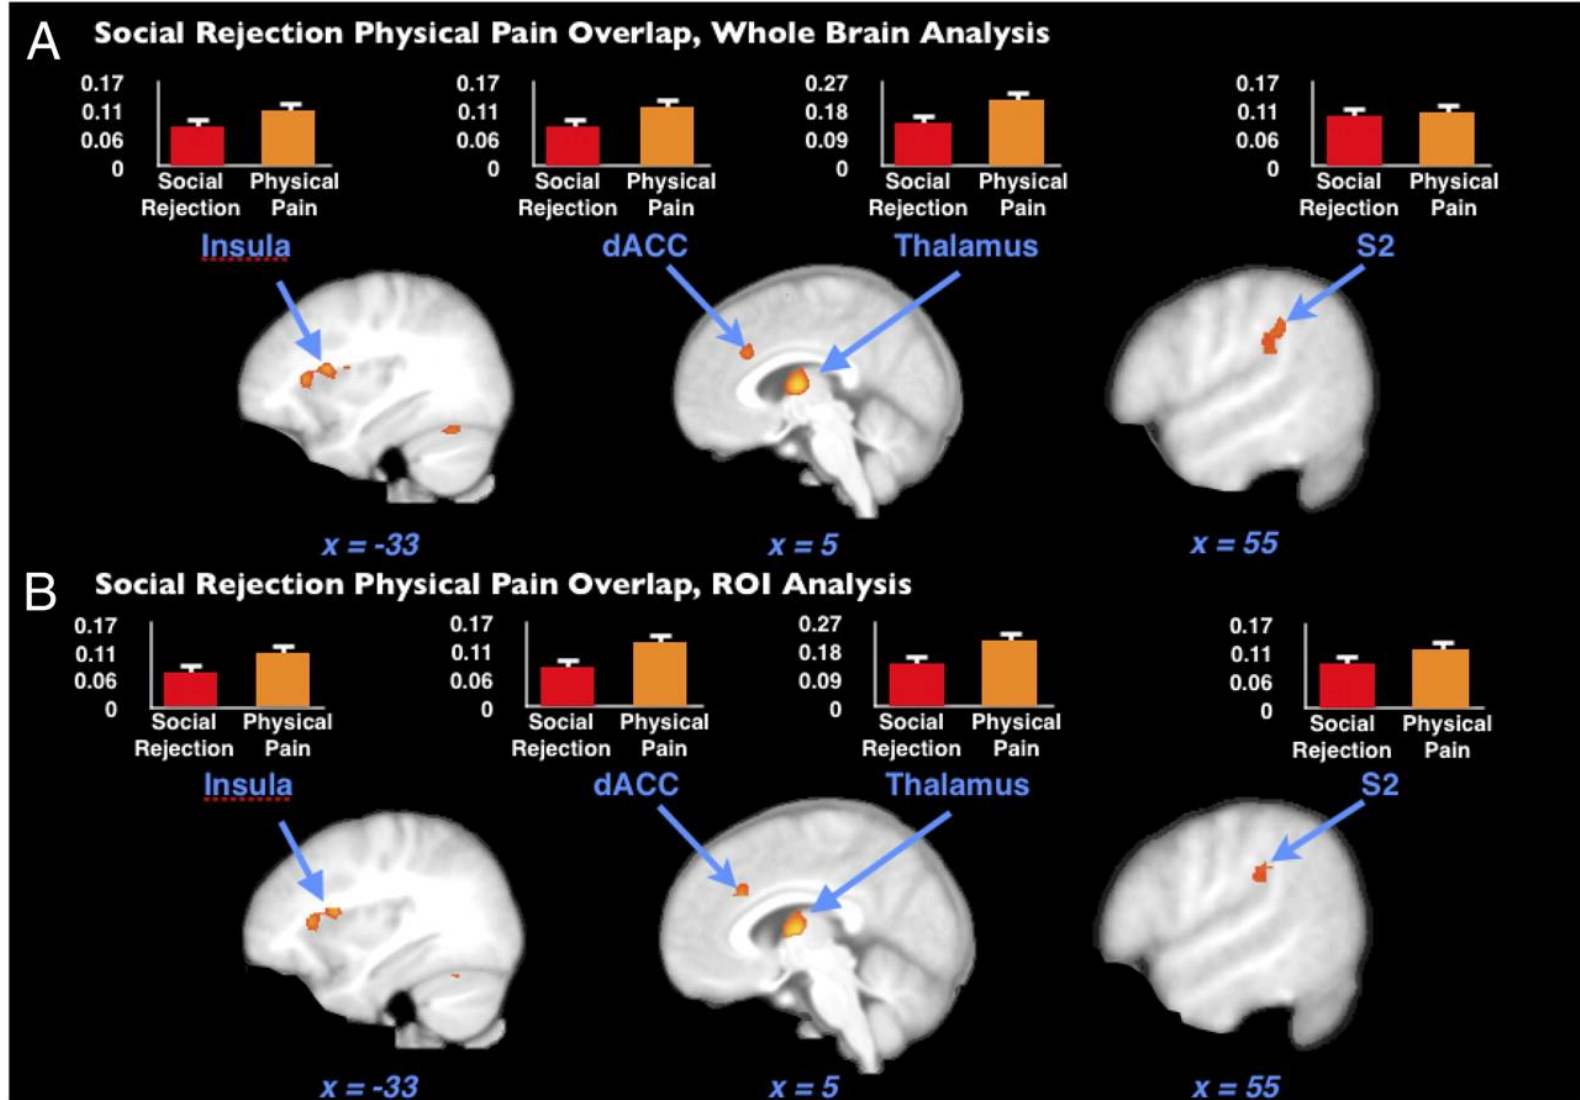 A
Social Rejection Physical Pain Overlap, Whole Brain Analysis
0.17
0.11
0.06
0
Social
Rejection
Physical
Pain
Insula
0.17
0.11
0.06
0
Social
Rejection
Physical
Pain
dACC
0.27
0.18
0.09
0
Social
Rejection
Physical
Pain
Thalamus
0.17
0.11
0.06
0
Social
Rejection
Physical
Pain
S2
x = -33
x = 5
x = 55
B
Social Rejection Physical Pain Overlap, ROI Analysis
0.17
0.11
0.06
0
Social
Rejection
Physical
Pain
Insula
0.17
0.11
0.06
0
Social
Rejection
Physical
Pain
dACC
0.27
0.18
0.09
0
Social
Rejection
Physical
Pain
Thalamus
0.17
0.11
0.06
0
Social
Rejection
Physical
Pain
S2
x = -33
x = 5
x = 55